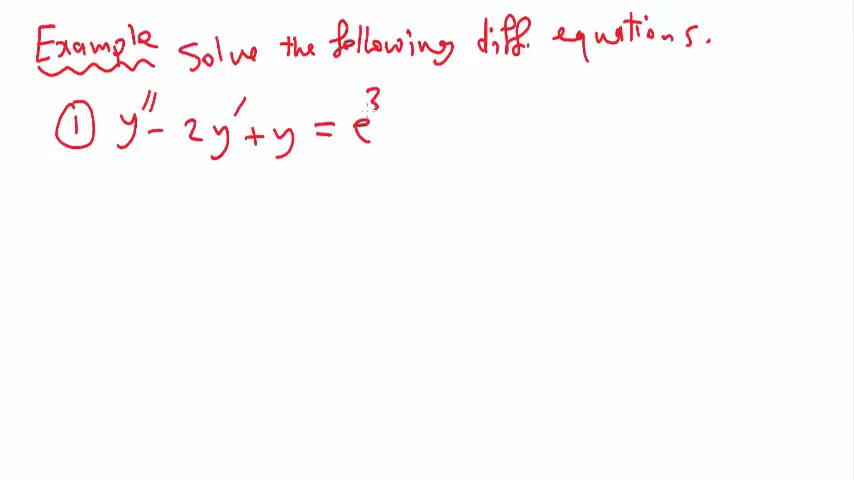 Example Solve the following diff. equations.
① y'' - 2y' + y = e³